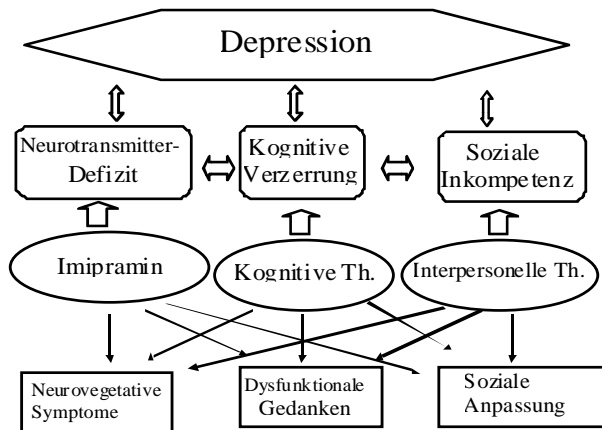 Depression
Neurotransmitter-
Defizit
Kognitive
Verzerrung
Soziale
Inkompetenz
Imipramin
Kognitive Th.
Interpersonelle Th.
Neurovegetative
Symptome
Dysfunktionale
Gedanken
Soziale
Anpassung